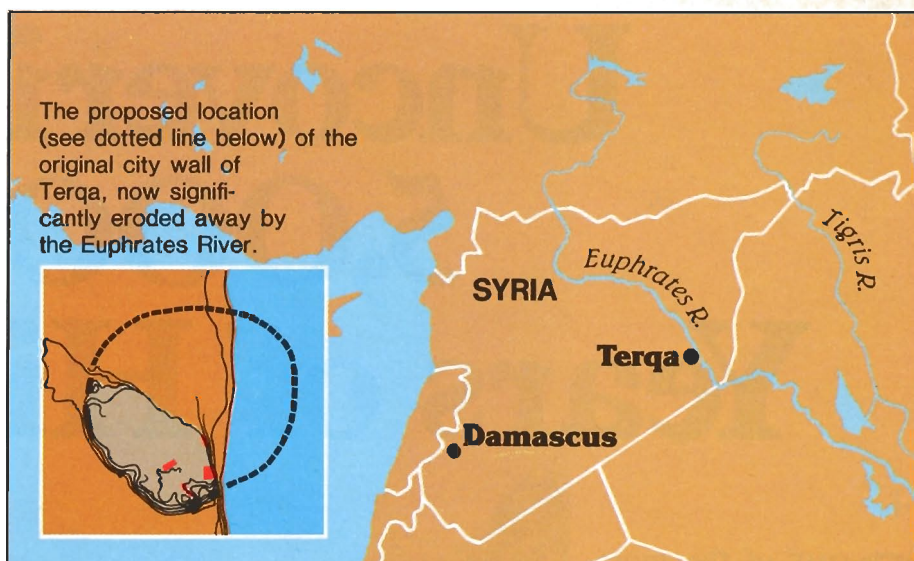 The proposed location
(see dotted line below) of the
original city wall of
Terqa, now signifi-
cantly eroded away by
the Euphrates River.
SYRIA
Euphrates R.
Tigris R.
Terqa
Damascus